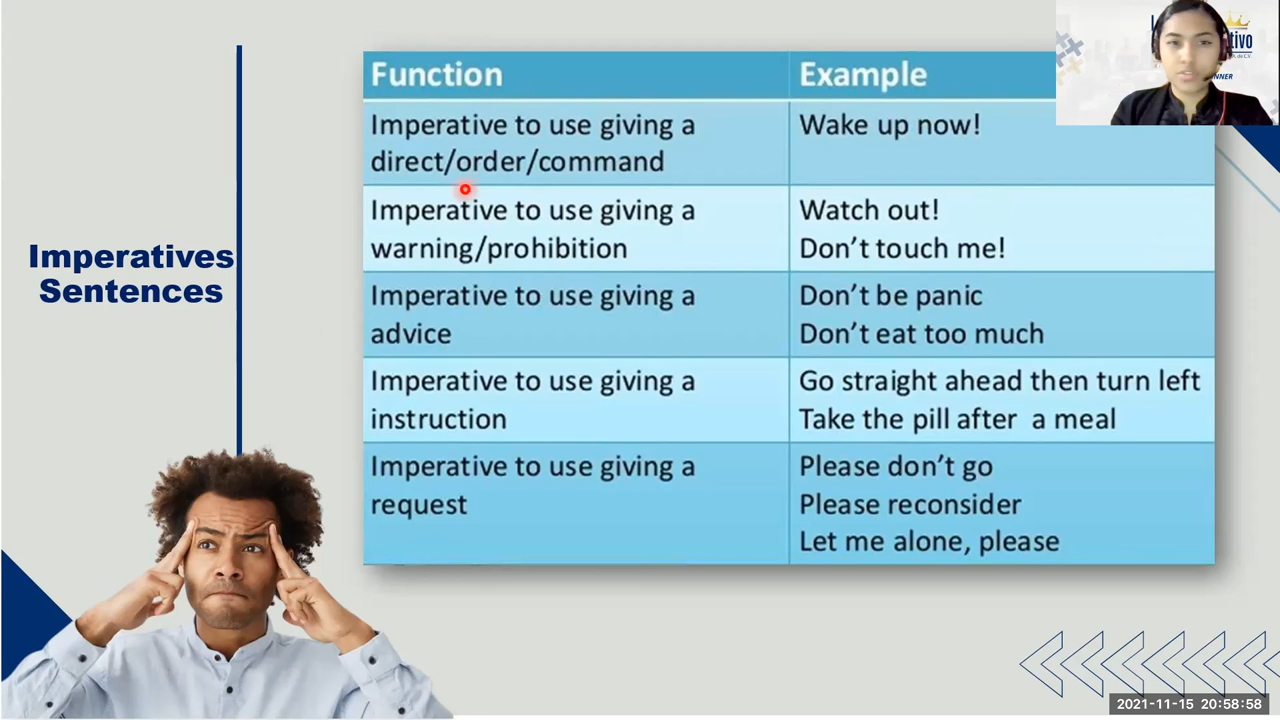 Function
Example
Imperative to use giving a
direct/order/command
Wake up now!
Imperative to use giving a
warning/prohibition
Watch out!
Don’t touch me!
Imperatives
Sentences
Imperative to use giving a
advice
Don’t be panic
Don’t eat too much
Imperative to use giving a
instruction
Go straight ahead then turn left
Take the pill after a meal
Imperative to use giving a
request
Please don’t go
Please reconsider
Let me alone, please
2021-11-15 20:58:58